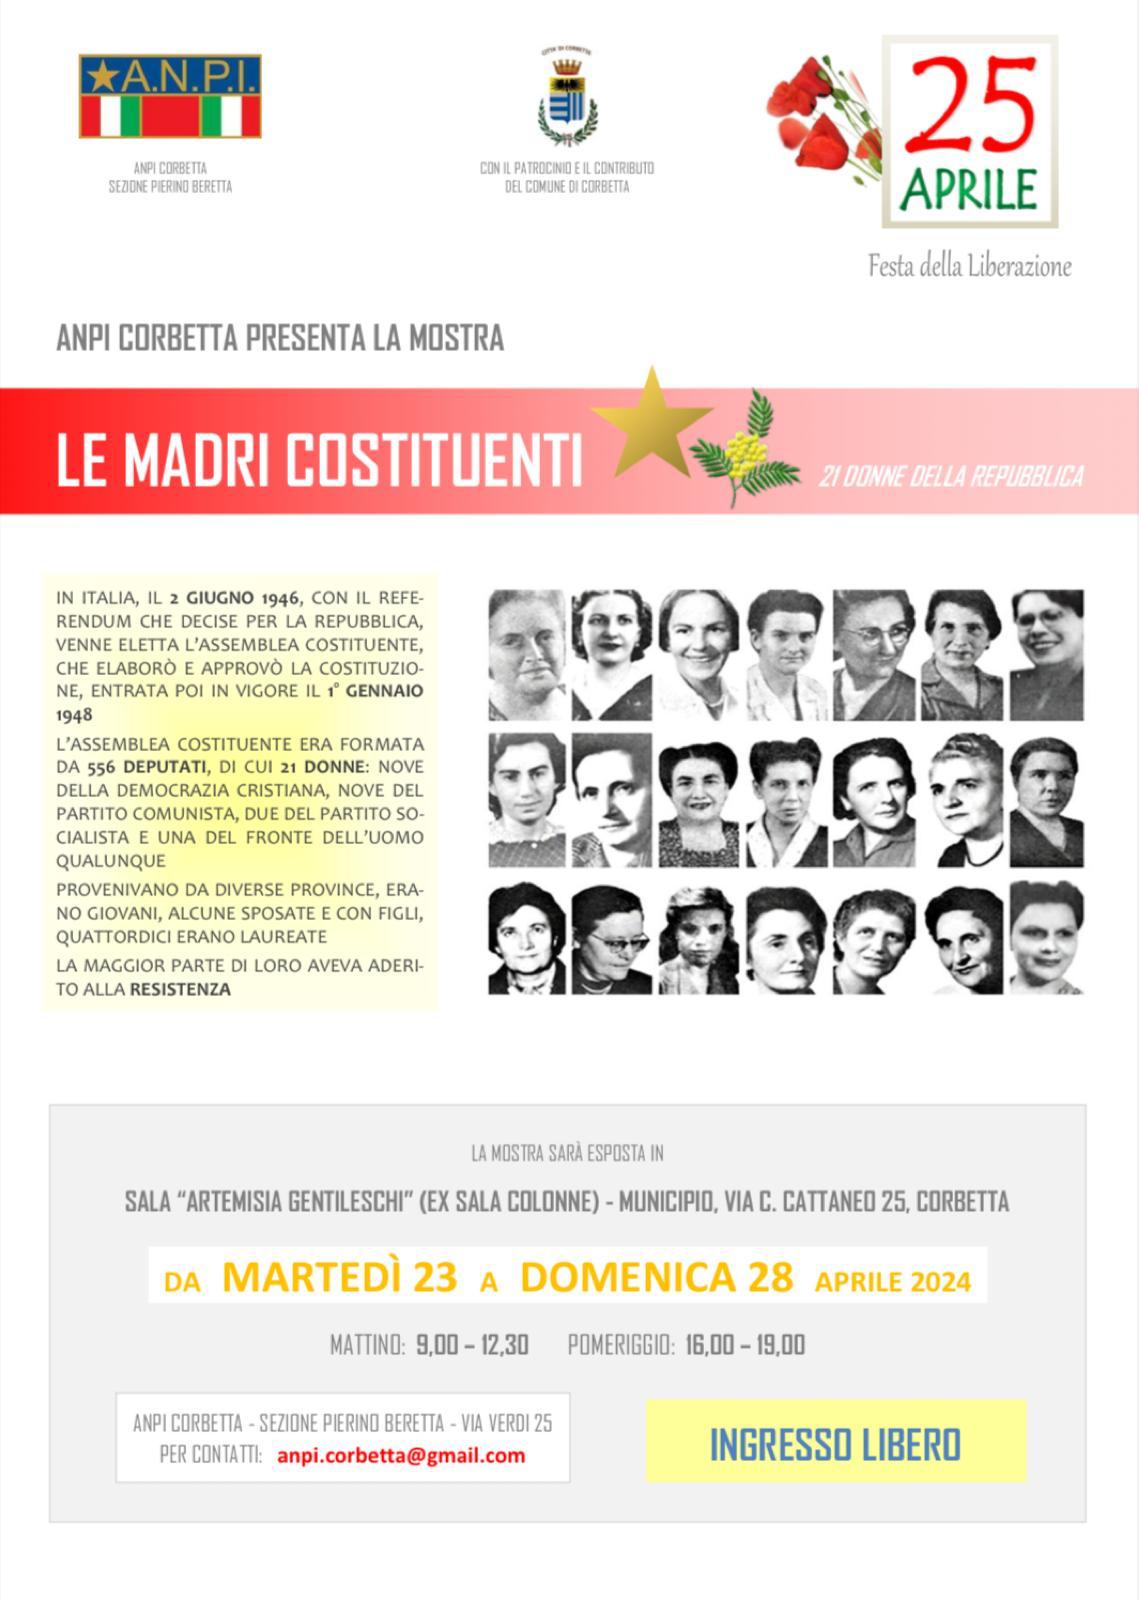 A.N.P.I.
ANPI CORBETTA
SEZIONE PIERINO BERETTA
CITTÀ DI CORBETTA
CON IL PATROCINIO E IL CONTRIBUTO
DEL COMUNE DI CORBETTA
25
APRILE
Festa della Liberazione
ANPI CORBETTA PRESENTA LA MOSTRA
LE MADRI COSTITUENTI
21 DONNE DELLA REPUBBLICA
IN ITALIA, IL 2 GIUGNO 1946, CON IL REFE-
RENDUM CHE DECISE PER LA REPUBBLICA,
VENNE ELETTA L'ASSEMBLEA COSTITUENTE,
CHE ELABORÒ E APPROVÒ LA COSTITUZIO-
NE, ENTRATA POI IN VIGORE IL 1° GENNAIO
1948
L'ASSEMBLEA COSTITUENTE ERA FORMATA
DA 556 DEPUTATI, DI CUI 21 DONNE: NOVE
DELLA DEMOCRAZIA CRISTIANA, NOVE DEL
PARTITO COMUNISTA, DUE DEL PARTITO SO-
CIALISTA E UNA DEL FRONTE DELL'UOMO
QUALUNQUE
PROVENIVANO DA DIVERSE PROVINCE, ERA-
NO GIOVANI, ALCUNE SPOSATE E CON FIGLI,
QUATTORDICI ERANO LAUREATE
LA MAGGIOR PARTE DI LORO AVEVA ADERI-
TO ALLA RESISTENZA
LA MOSTRA SARÀ ESPOSTA IN
SALA "ARTEMISIA GENTILESCHI" (EX SALA COLONNE) - MUNICIPIO, VIA C. CATTANEO 25, CORBETTA
DA MARTEDÌ 23 A DOMENICA 28 APRILE 2024
MATTINO: 9,00 – 12,30 POMERIGGIO: 16,00 – 19,00
ANPI CORBETTA - SEZIONE PIERINO BERETTA - VIA VERDI 25
PER CONTATTI: anpi.corbetta@gmail.com
INGRESSO LIBERO